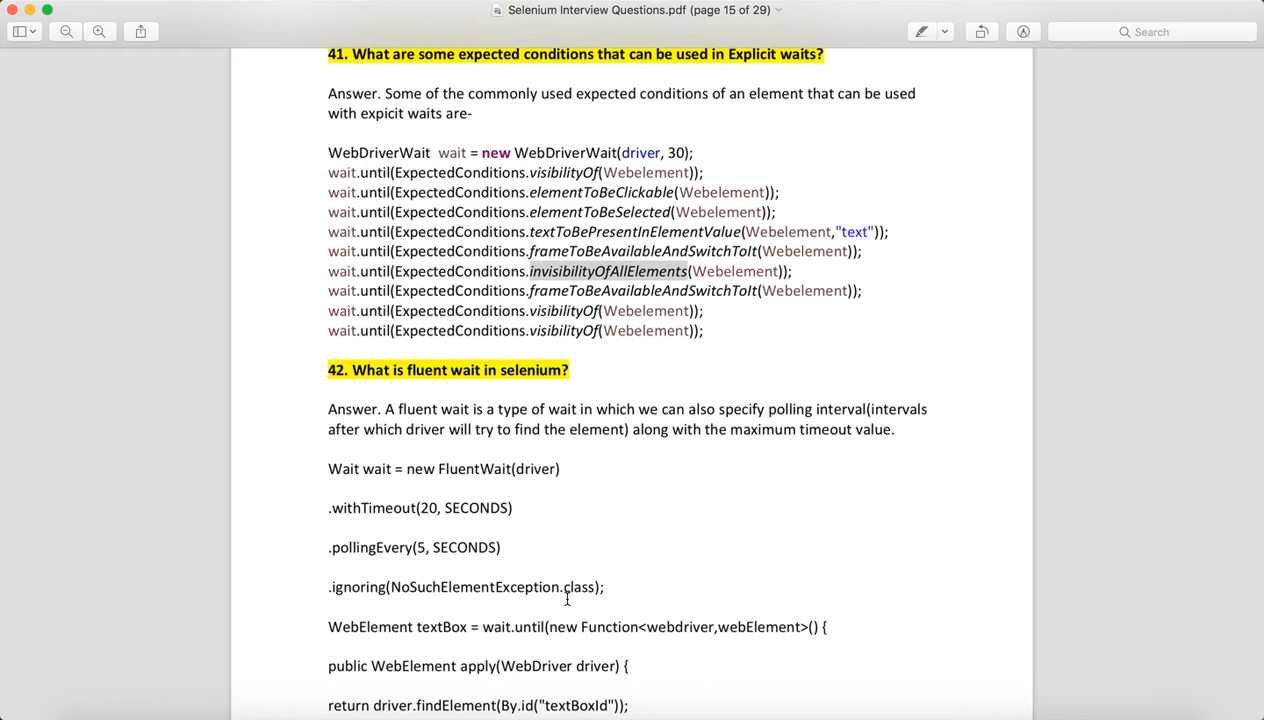 Selenium Interview Questions.pdf (page 15 of 29)
Search
41. What are some expected conditions that can be used in Explicit waits?
Answer. Some of the commonly used expected conditions of an element that can be used
with expicit waits are-
WebDriverWait wait = new WebDriverWait(driver, 30);
wait.until(ExpectedConditions.visibilityOf(Webelement));
wait.until(ExpectedConditions.elementToBeClickable(Webelement));
wait.until(ExpectedConditions.elementToBeSelected(Webelement));
wait.until(ExpectedConditions.textToBePresentInElementValue(Webelement,"text"));
wait.until(ExpectedConditions.frameToBeAvailableAndSwitchToIt(Webelement));
wait.until(ExpectedConditions.invisibilityOfAllElements(Webelement));
wait.until(ExpectedConditions.frameToBeAvailableAndSwitchToIt(Webelement));
wait.until(ExpectedConditions.visibilityOf(Webelement));
wait.until(ExpectedConditions.visibilityOf(Webelement));
42. What is fluent wait in selenium?
Answer. A fluent wait is a type of wait in which we can also specify polling interval(intervals
after which driver will try to find the element) along with the maximum timeout value.
Wait wait = new FluentWait(driver)
.withTimeout(20, SECONDS)
.pollingEvery(5, SECONDS)
.ignoring(NoSuchElementException.class);
WebElement textBox = wait.until(new Function<webdriver,webElement>() {
public WebElement apply(WebDriver driver) {
return driver.findElement(By.id("textBoxId"));